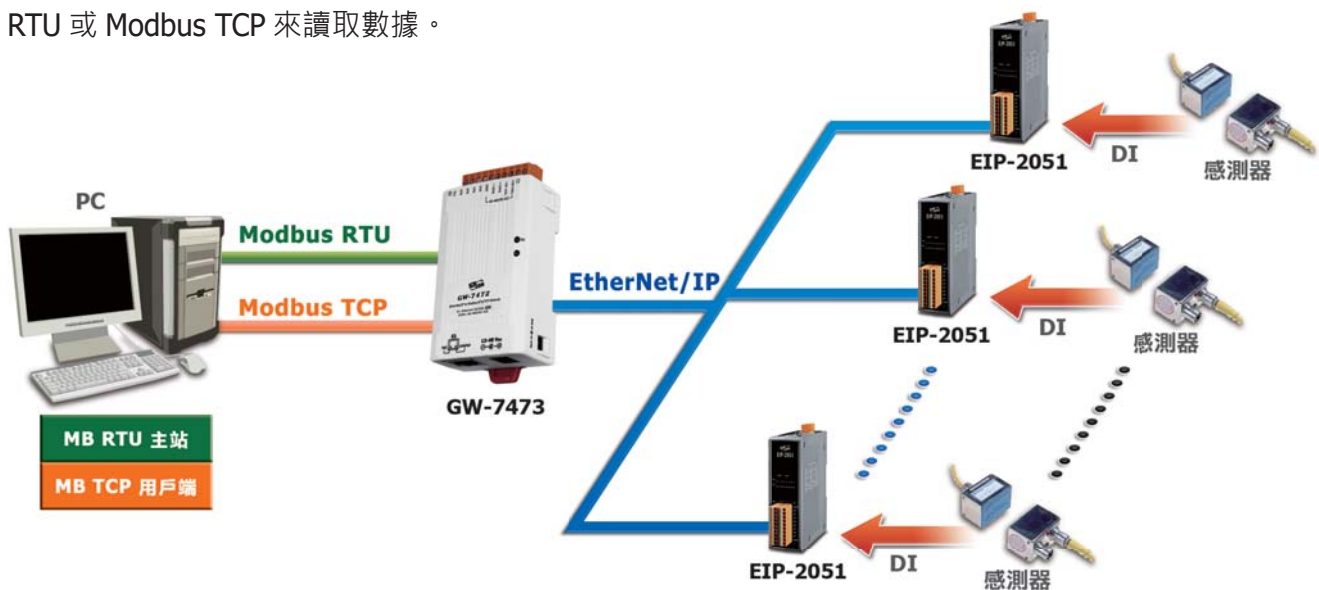 RTU 或 Modbus TCP 來讀取數據。
PC
Modbus RTU
Modbus TCP
MB RTU 主站
MB TCP 用戶端
GW-7473
EtherNet/IP
EIP-2051
DI
感測器
EIP-2051
DI
感測器
EIP-2051
DI
感測器